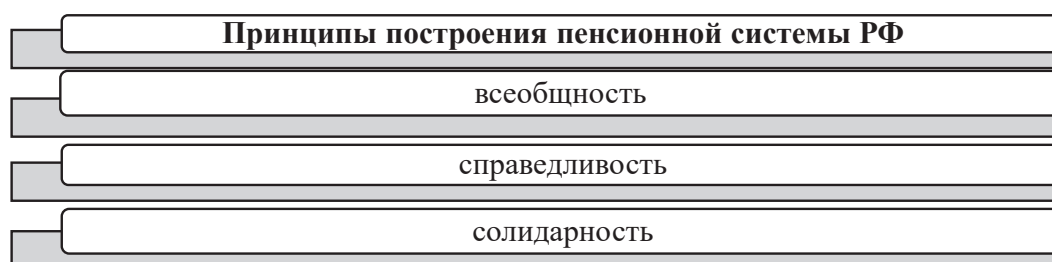 Принципы построения пенсионной системы РФ
всеобщность
справедливость
солидарность